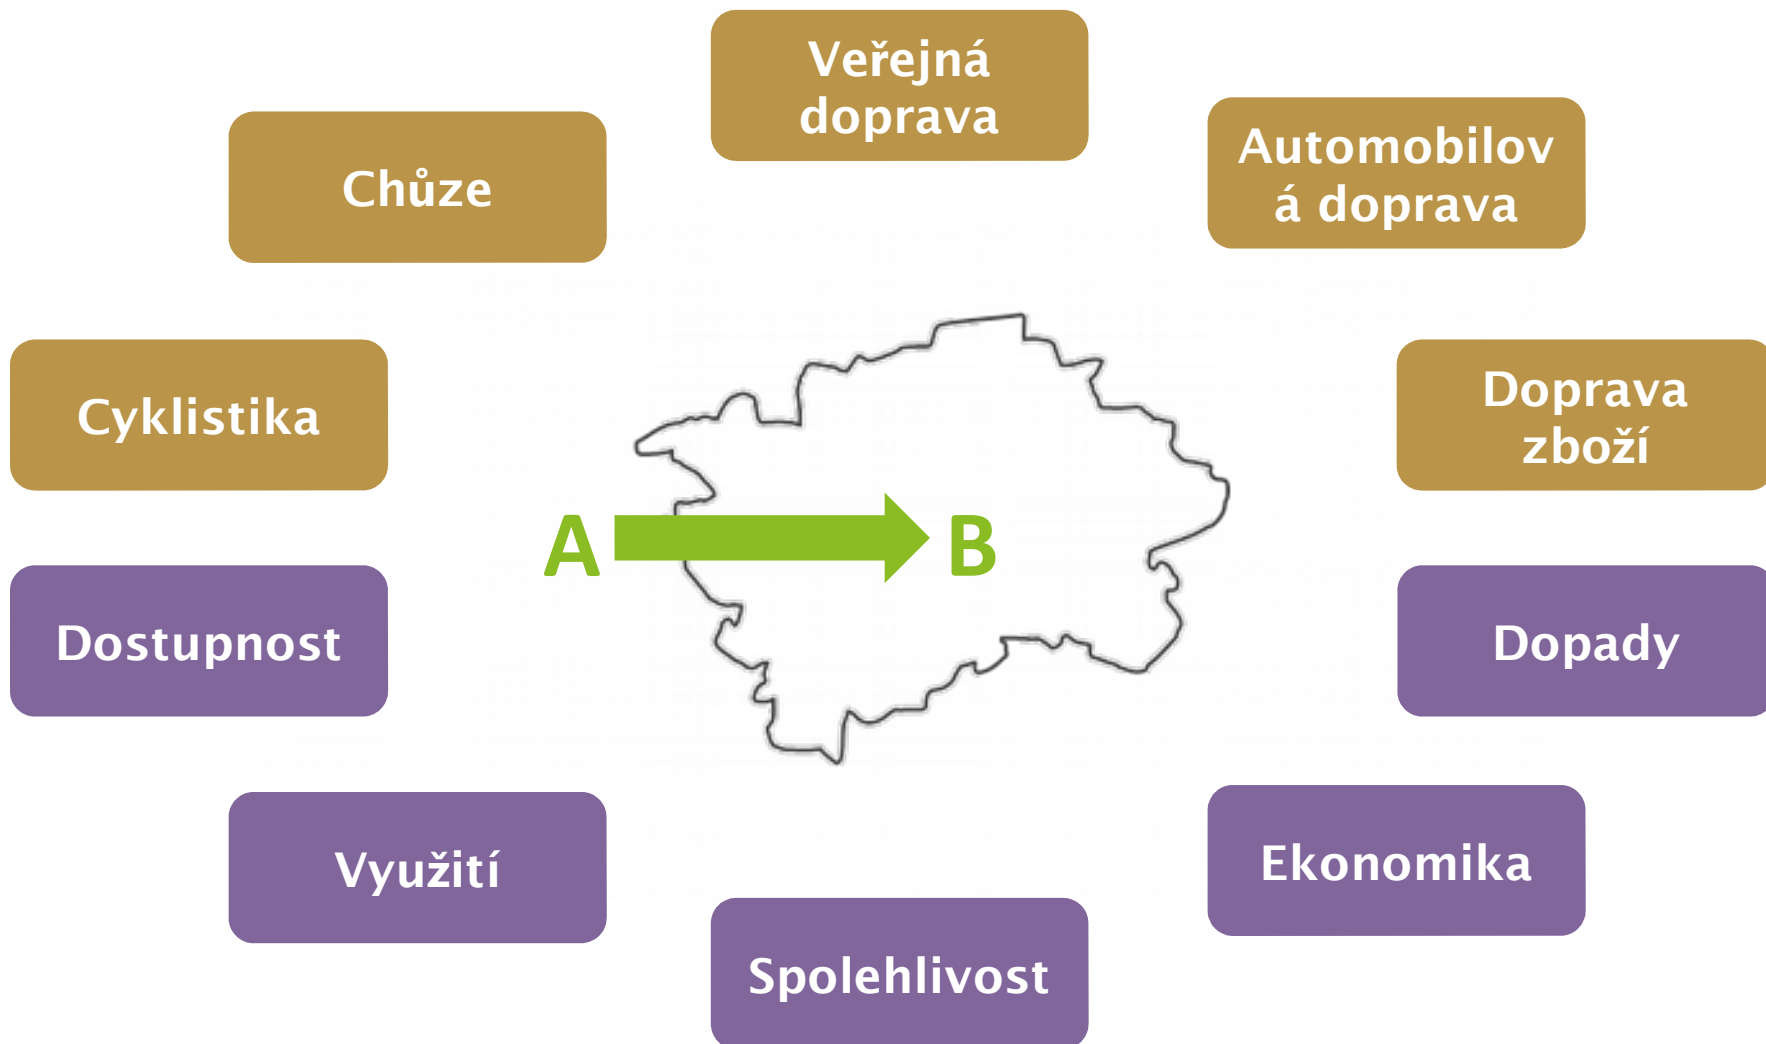 Veřejná
doprava
Automobilov
á doprava
Chůze
Cyklistika
Doprava
zboží
A
B
Dostupnost
Dopady
Využití
Ekonomika
Spolehlivost